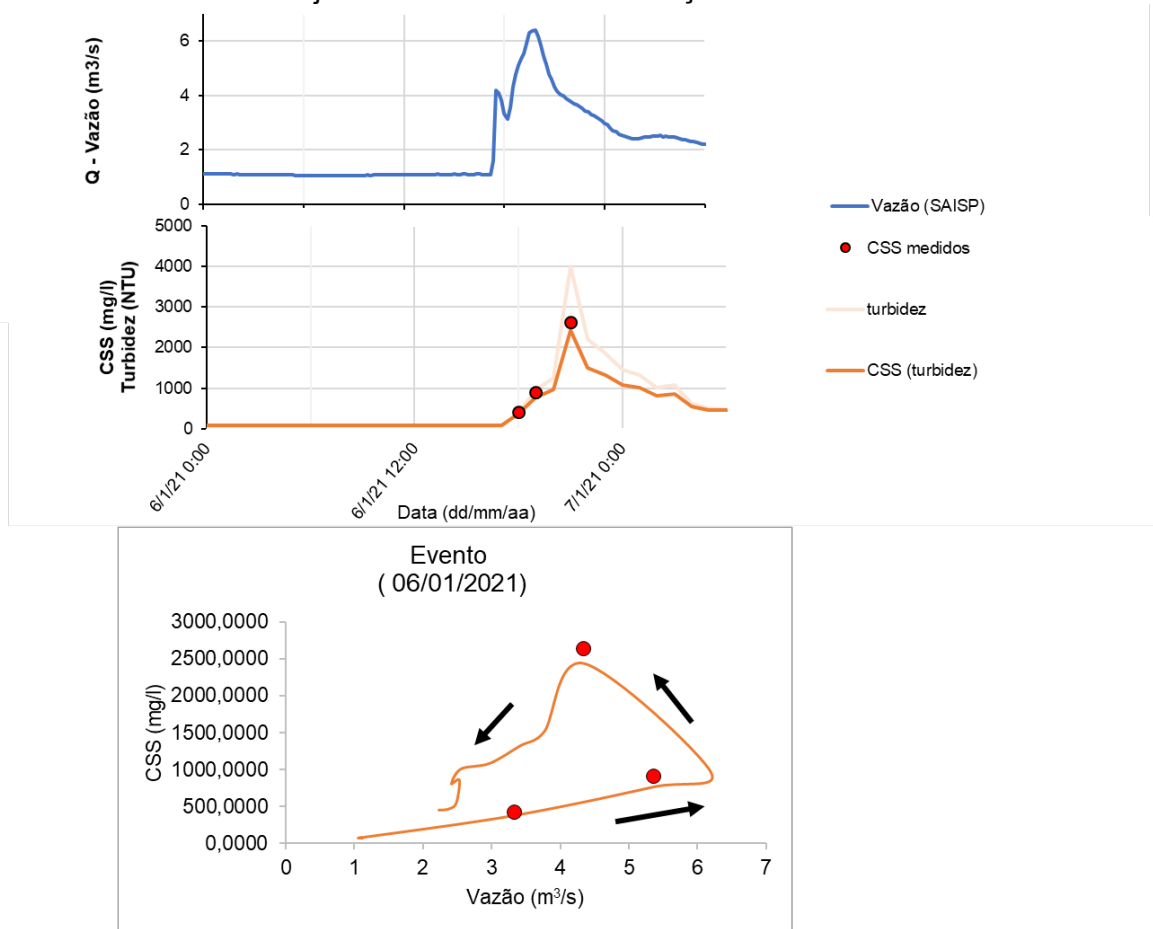 Q - Vazão (m3/s)
6
4
2
0
CSS (mg/l)
Turbidez (NTU)
5000
4000
3000
2000
1000
0
6/1/21 0:00
6/1/21 12:00
7/1/21 0:00
Data (dd/mm/aa)
Vazão (SAISP)
CSS medidos
turbidez
CSS (turbidez)
Evento
( 06/01/2021)
CSS (mg/l)
3000,0000
2500,0000
2000,0000
1500,0000
1000,0000
500,0000
0,0000
0 1 2 3 4 5 6 7
Vazão (m³/s)